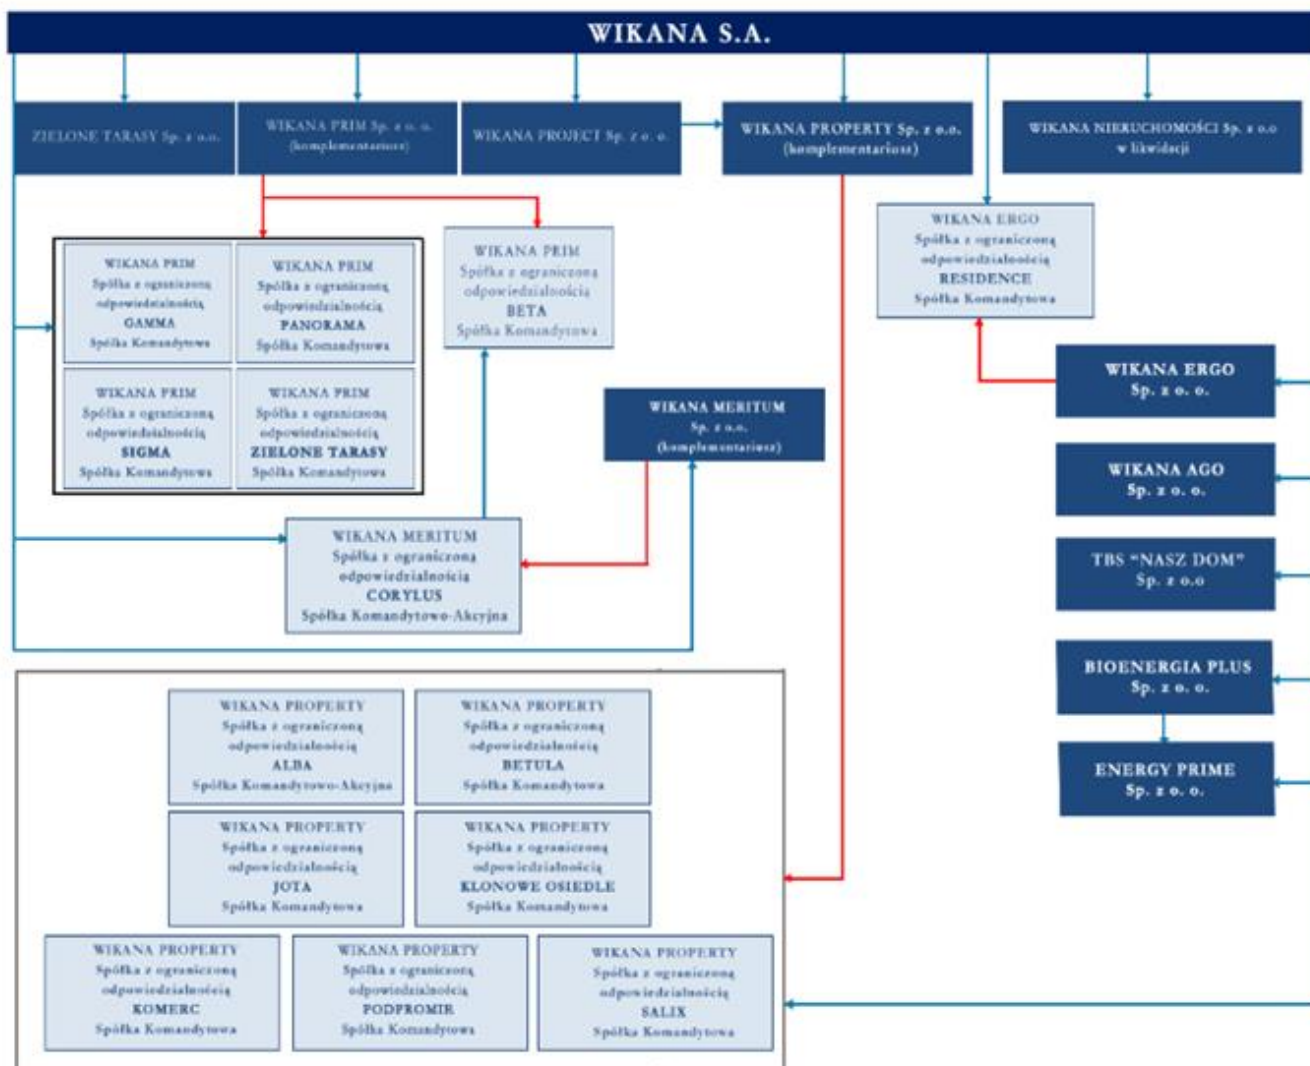 WIKANA S.A.
ZIELONE TARASY Sp. z o.o.
WIKANA PRIM Sp. z o. o.
(komplementariusz)
WIKANA PROJECT Sp. z o. o.
WIKANA PROPERTY Sp. z o.o.
(komplementariusz)
WIKANA NIERUCHOMOŚCI Sp. z o.o
w likwidacji
WIKANA ERGO
Spółka z ograniczoną
odpowiedzialnością
RESIDENCE
Spółka Komandytowa
WIKANA PRIM
Spółka z ograniczoną
odpowiedzialnością
GAMMA
Spółka Komandytowa
WIKANA PRIM
Spółka z ograniczoną
odpowiedzialnością
PANORAMA
Spółka Komandytowa
WIKANA PRIM
Spółka z ograniczoną
odpowiedzialnością
BETA
Spółka Komandytowa
WIKANA PRIM
Spółka z ograniczoną
odpowiedzialnością
SIGMA
Spółka Komandytowa
WIKANA PRIM
Spółka z ograniczoną
odpowiedzialnością
ZIELONE TARASY
Spółka Komandytowa
WIKANA MERITUM
Sp. z o.o.
(komplementariusz)
WIKANA ERGO
Sp. z o. o.
WIKANA AGO
Sp. z o. o.
WIKANA MERITUM
Spółka z ograniczoną
odpowiedzialnością
CORYLUS
Spółka Komandytowo-Akcyjna
TBS "NASZ DOM"
Sp. z o.o
BIOENERGIA PLUS
Sp. z o. o.
ENERGY PRIME
Sp. z o. o.
WIKANA PROPERTY
Spółka z ograniczoną
odpowiedzialnością
ALBA
Spółka Komandytowo-Akcyjna
WIKANA PROPERTY
Spółka z ograniczoną
odpowiedzialnością
BETULA
Spółka Komandytowa
WIKANA PROPERTY
Spółka z ograniczoną
odpowiedzialnością
JOTA
Spółka Komandytowa
WIKANA PROPERTY
Spółka z ograniczoną
odpowiedzialnością
KLONOWE OSIEDLE
Spółka Komandytowa
WIKANA PROPERTY
Spółka z ograniczoną
odpowiedzialnością
KOMERC
Spółka Komandytowa
WIKANA PROPERTY
Spółka z ograniczoną
odpowiedzialnością
PODPROMIE
Spółka Komandytowa
WIKANA PROPERTY
Spółka z ograniczoną
odpowiedzialnością
SALIX
Spółka Komandytowa